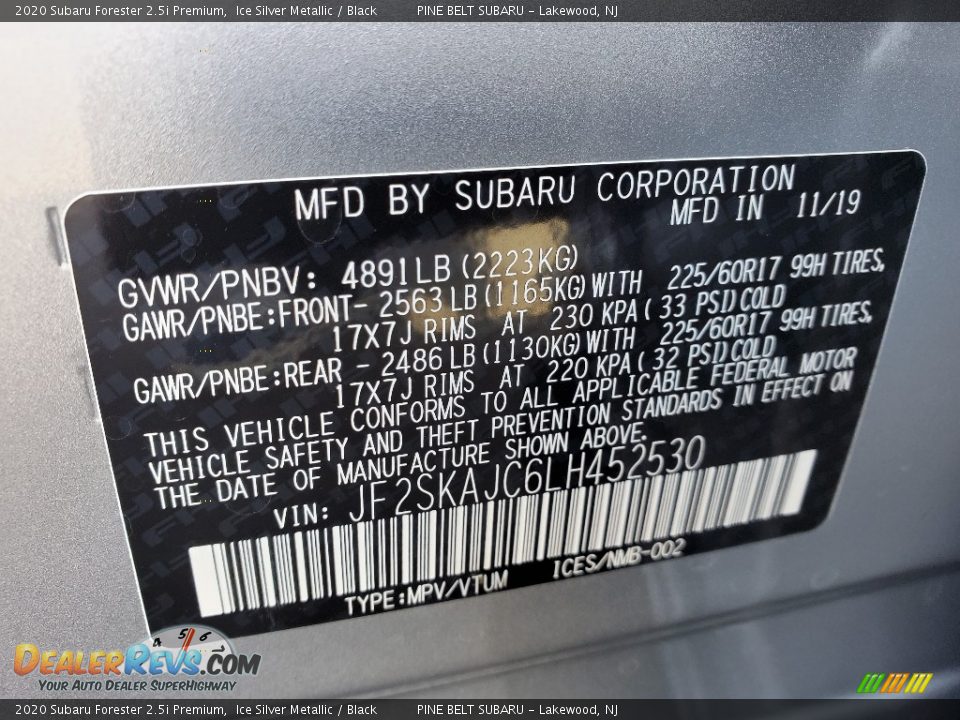 2020 Subaru Forester 2.5i Premium, Ice Silver Metallic / Black PINE BELT SUBARU - Lakewood, NJ
MFD BY SUBARU CORPORATION
MFD IN 11/19
GVWR/PNBV: 4891LB (2223KG)
GAWR/PNBE:FRONT- 2563 LB (1165KG) WITH 225/60R17 99H TIRES,
17X7J RIMS AT 230 KPA ( 33 PSI) COLD
GAWR/PNBE:REAR - 2486 LB (1130KG) WITH 225/60R17 99H TIRES,
17X7J RIMS AT 220 KPA ( 32 PSI) COLD
THIS VEHICLE CONFORMS TO ALL APPLICABLE FEDERAL MOTOR
VEHICLE SAFETY AND THEFT PREVENTION STANDARDS IN EFFECT ON
THE DATE OF MANUFACTURE SHOWN ABOVE.
VIN: JF2SKAJC6LH452530
TYPE:MPV/VTUM ICES/NMB-002
4 5 6
DEALERREVS.COM
YOUR AUTO DEALER SUPERHIGHWAY
2020 Subaru Forester 2.5i Premium, Ice Silver Metallic / Black PINE BELT SUBARU - Lakewood, NJ